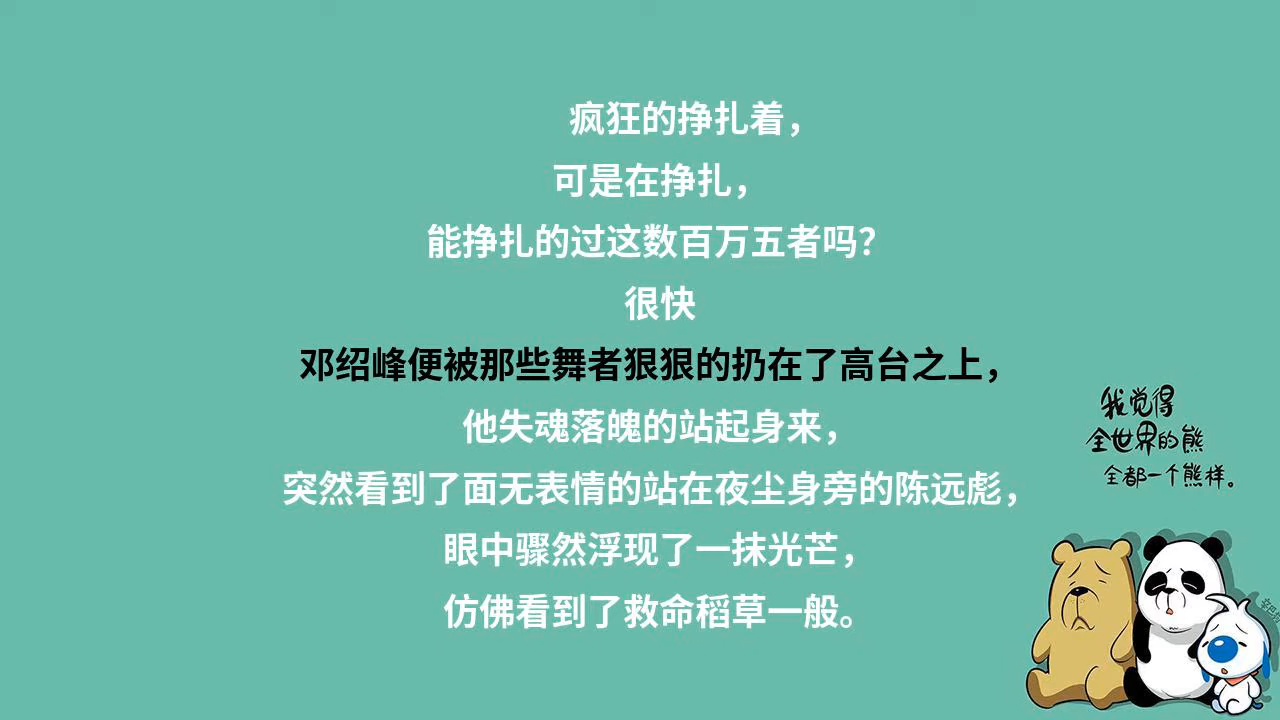 疯狂的挣扎着，
可是在挣扎，
能挣扎的过这数百万五者吗？
很快
邓绍峰便被那些舞者狠狠的扔在了高台之上，
他失魂落魄的站起身来，
突然看到了面无表情的站在夜尘身旁的陈远彪，
眼中骤然浮现了一抹光芒，
仿佛看到了救命稻草一般。
我觉得
全世界的熊
全都一个熊样。